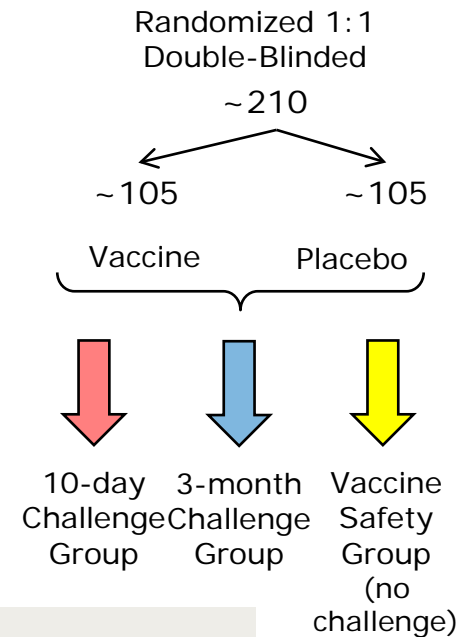 Randomized 1:1
Double-Blinded
~210
~105 ~105
Vaccine Placebo
10-day 3-month Vaccine
Challenge Challenge Safety
Group Group Group
(no
challenge)